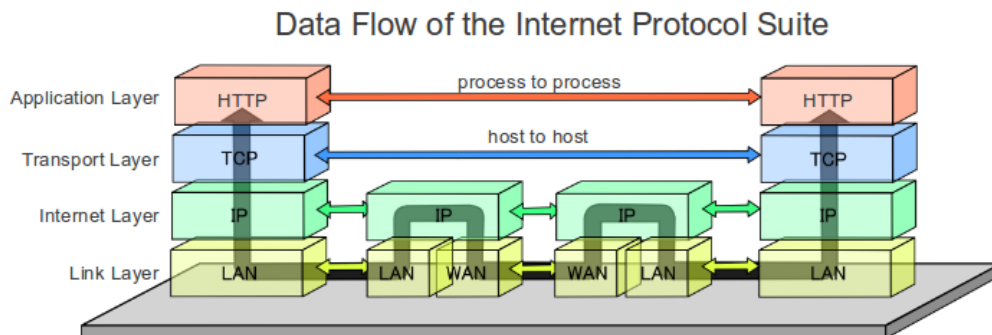 Data Flow of the Internet Protocol Suite
Application Layer HTTP process to process HTTP
Transport Layer TCP host to host TCP
Internet Layer IP IP IP IP
Link Layer LAN LAN WAN WAN LAN LAN